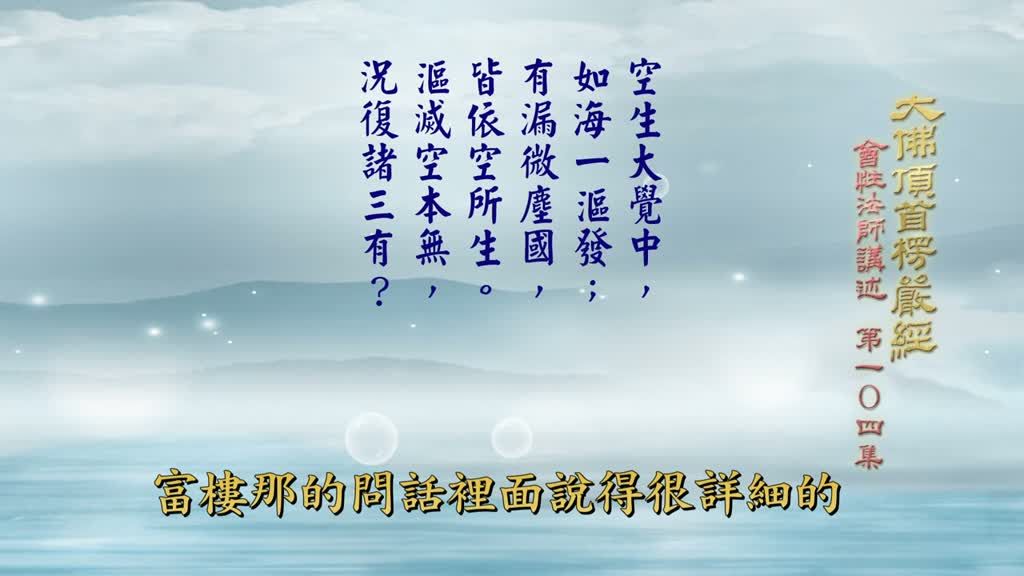 大佛頂首楞嚴經
會性法師講述 第一〇四集
空生大覺中，
如海一漚發；
有漏微塵國，
皆依空所生。
漚滅空本無，
況復諸三有？
富樓那的問話裡面說得很詳細的